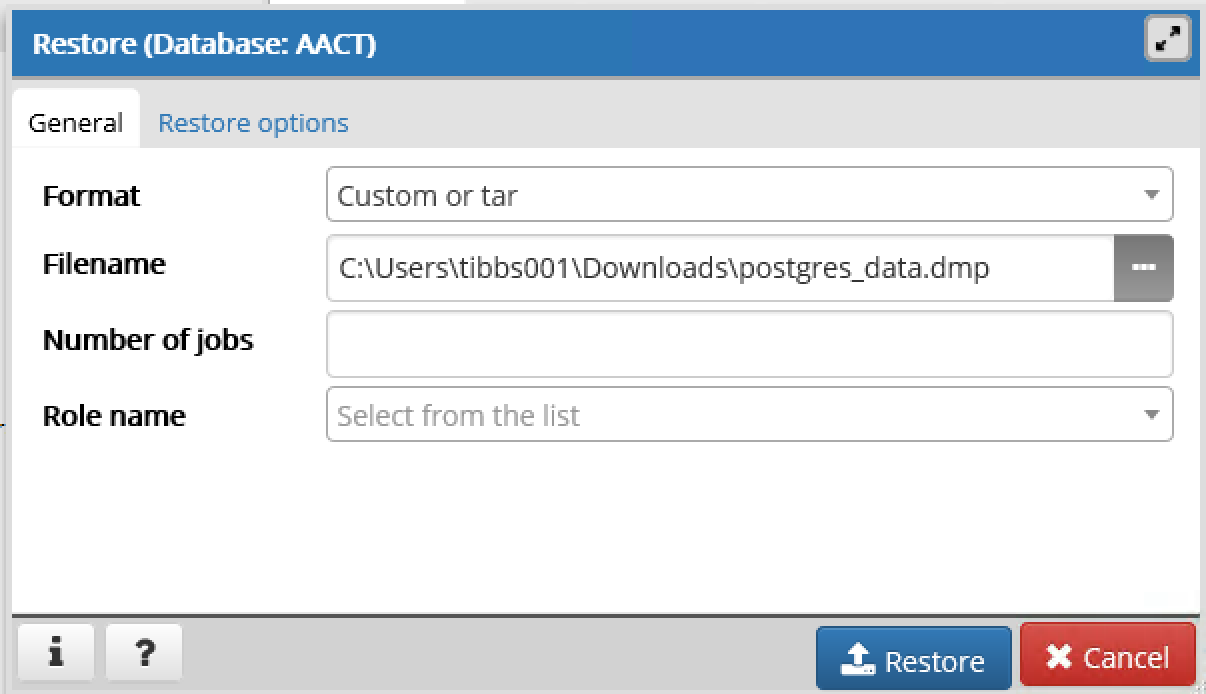 Restore (Database: AACT)
General Restore options
Format Custom or tar
Filename C:\Users\tibbs001\Downloads\postgres_data.dmp ...
Number of jobs
Role name Select from the list
i ? Restore Cancel